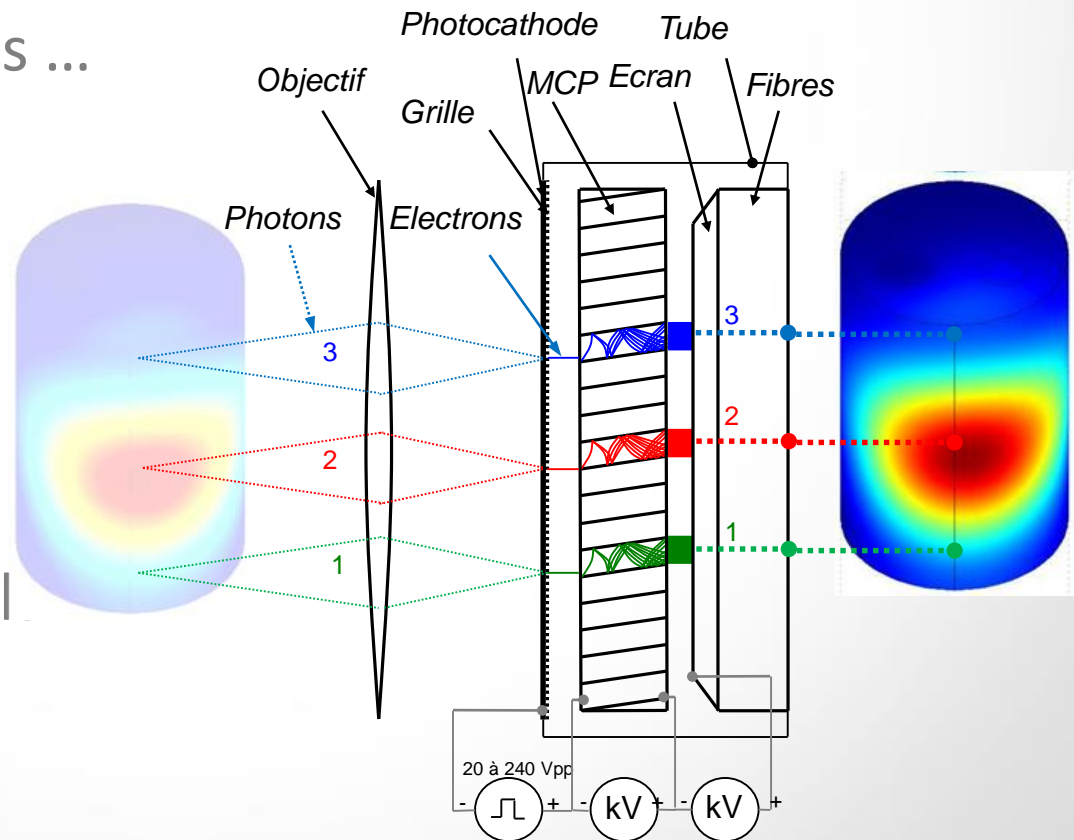 s ...
Photocathode
Tube
Objectif
MCP
Ecran
Fibres
Grille
Photons
Electrons
3
3
2
2
1
1
20 à 240 Vpp
- + - kV + - kV +